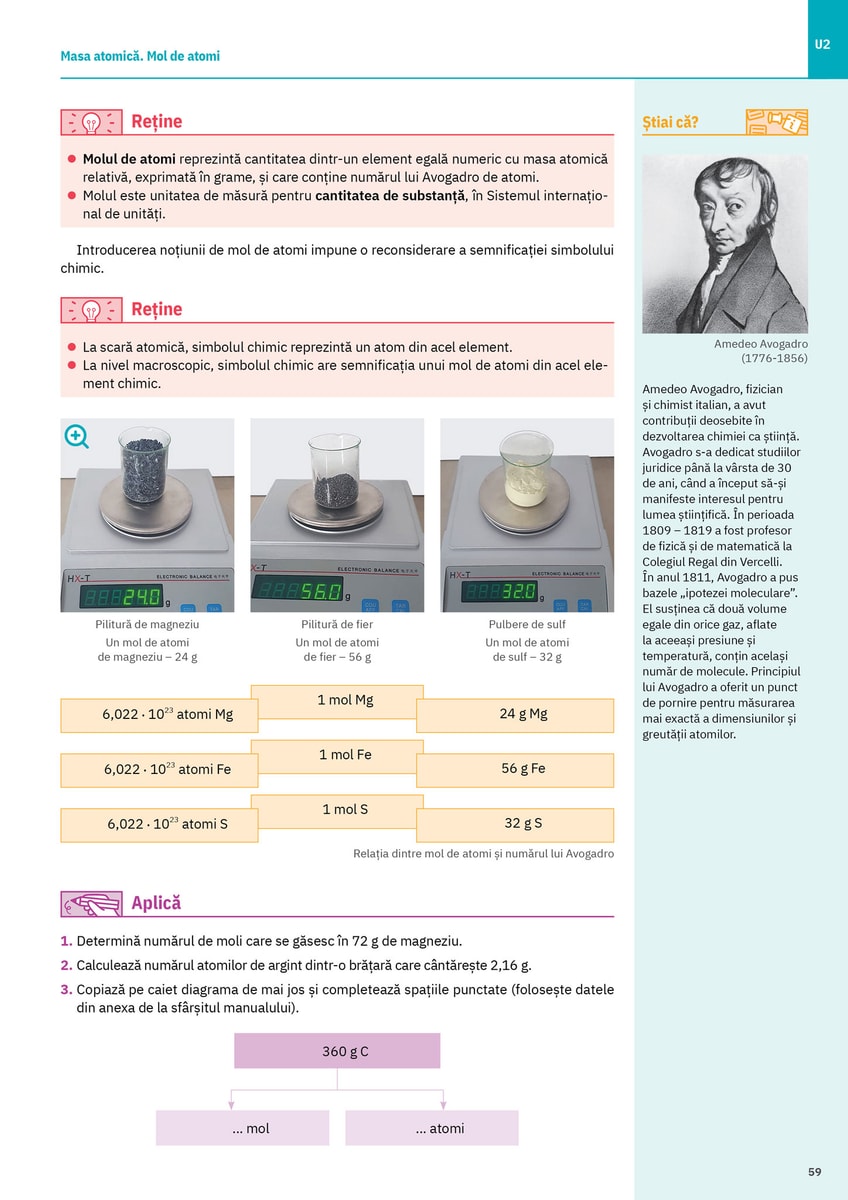 Masa atomică. Mol de atomi
U2
Reține
Molul de atomi reprezintă cantitatea dintr-un element egală numeric cu masa atomică
relativă, exprimată în grame, și care conține numărul lui Avogadro de atomi.
Molul este unitatea de măsură pentru cantitatea de substanță, în Sistemul internațio-
nal de unități.
Introducerea noțiunii de mol de atomi impune o reconsiderare a semnificației simbolului
chimic.
Reține
La scară atomică, simbolul chimic reprezintă un atom din acel element.
La nivel macroscopic, simbolul chimic are semnificația unui mol de atomi din acel ele-
ment chimic.
HX-T ELECTRONIC BALANCE
24.0 g
X-T ELECTRONIC BALANCE
56.0 g
HX-T ELECTRONIC BALANCE
32.0 g
Pilitură de magneziu
Un mol de atomi
de magneziu – 24 g
Pilitură de fier
Un mol de atomi
de fier – 56 g
Pulbere de sulf
Un mol de atomi
de sulf – 32 g
6,022 · 10²³ atomi Mg
1 mol Mg
24 g Mg
6,022 · 10²³ atomi Fe
1 mol Fe
56 g Fe
6,022 · 10²³ atomi S
1 mol S
32 g S
Relația dintre mol de atomi și numărul lui Avogadro
Aplică
1. Determină numărul de moli care se găsesc în 72 g de magneziu.
2. Calculează numărul atomilor de argint dintr-o brățară care cântărește 2,16 g.
3. Copiază pe caiet diagrama de mai jos și completează spațiile punctate (folosește datele
din anexa de la sfârșitul manualului).
360 g C
... mol
... atomi
Știai că?
Amedeo Avogadro
(1776-1856)
Amedeo Avogadro, fizician
și chimist italian, a avut
contribuții deosebite în
dezvoltarea chimiei ca știință.
Avogadro s-a dedicat studiilor
juridice până la vârsta de 30
de ani, când a început să-și
manifeste interesul pentru
lumea științifică. În perioada
1809 – 1819 a fost profesor
de fizică și de matematică la
Colegiul Regal din Vercelli.
În anul 1811, Avogadro a pus
bazele „ipotezei moleculare”.
El susținea că două volume
egale din orice gaz, aflate
la aceeași presiune și
temperatură, conțin același
număr de molecule. Principiul
lui Avogadro a oferit un punct
de pornire pentru măsurarea
mai exactă a dimensiunilor și
greutății atomilor.
59